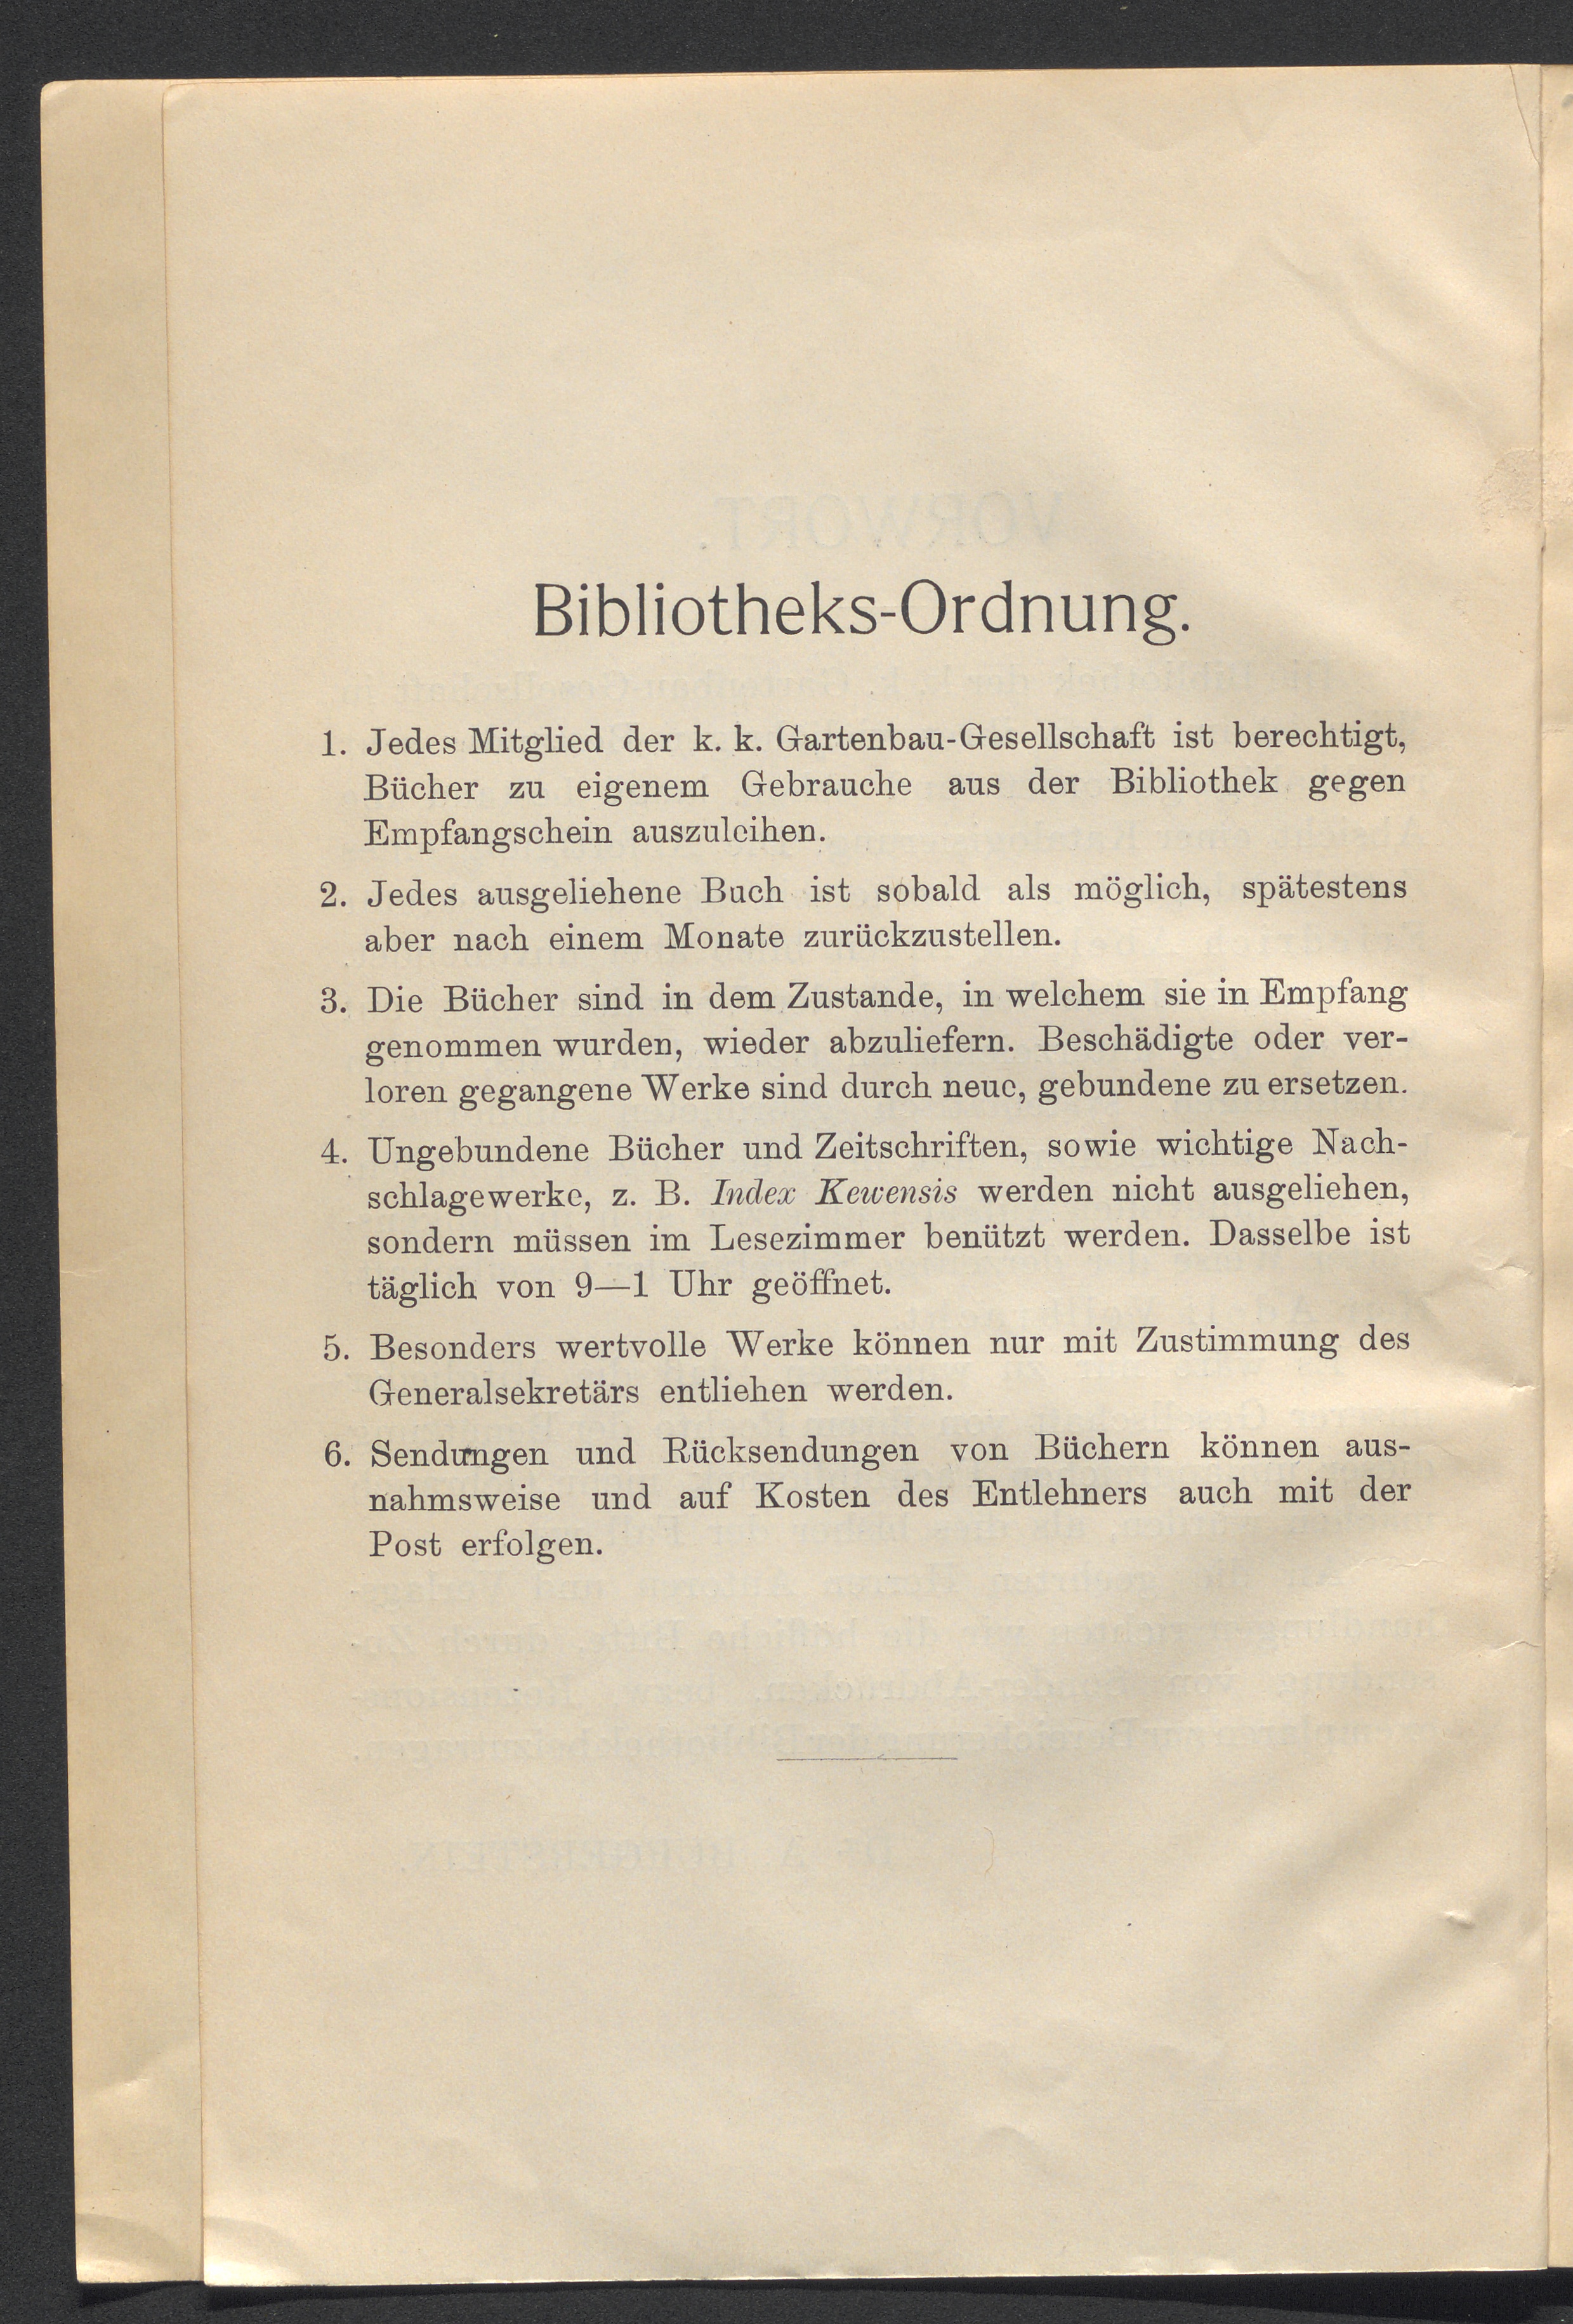 Bibliotheks-Ordnung.
1. Jedes Mitglied der k. k. Gartenbau-Gesellschaft ist berechtigt,
Bücher zu eigenem Gebrauche aus der Bibliothek gegen
Empfangschein auszuleihen.
2. Jedes ausgeliehene Buch ist sobald als möglich, spätestens
aber nach einem Monate zurückzustellen.
3. Die Bücher sind in dem Zustande, in welchem sie in Empfang
genommen wurden, wieder abzuliefern. Beschädigte oder ver-
loren gegangene Werke sind durch neue, gebundene zu ersetzen.
4. Ungebundene Bücher und Zeitschriften, sowie wichtige Nach-
schlagewerke, z. B. Index Kewensis werden nicht ausgeliehen,
sondern müssen im Lesezimmer benützt werden. Dasselbe ist
täglich von 9—1 Uhr geöffnet.
5. Besonders wertvolle Werke können nur mit Zustimmung des
Generalsekretärs entliehen werden.
6. Sendungen und Rücksendungen von Büchern können aus-
nahmsweise und auf Kosten des Entlehners auch mit der
Post erfolgen.